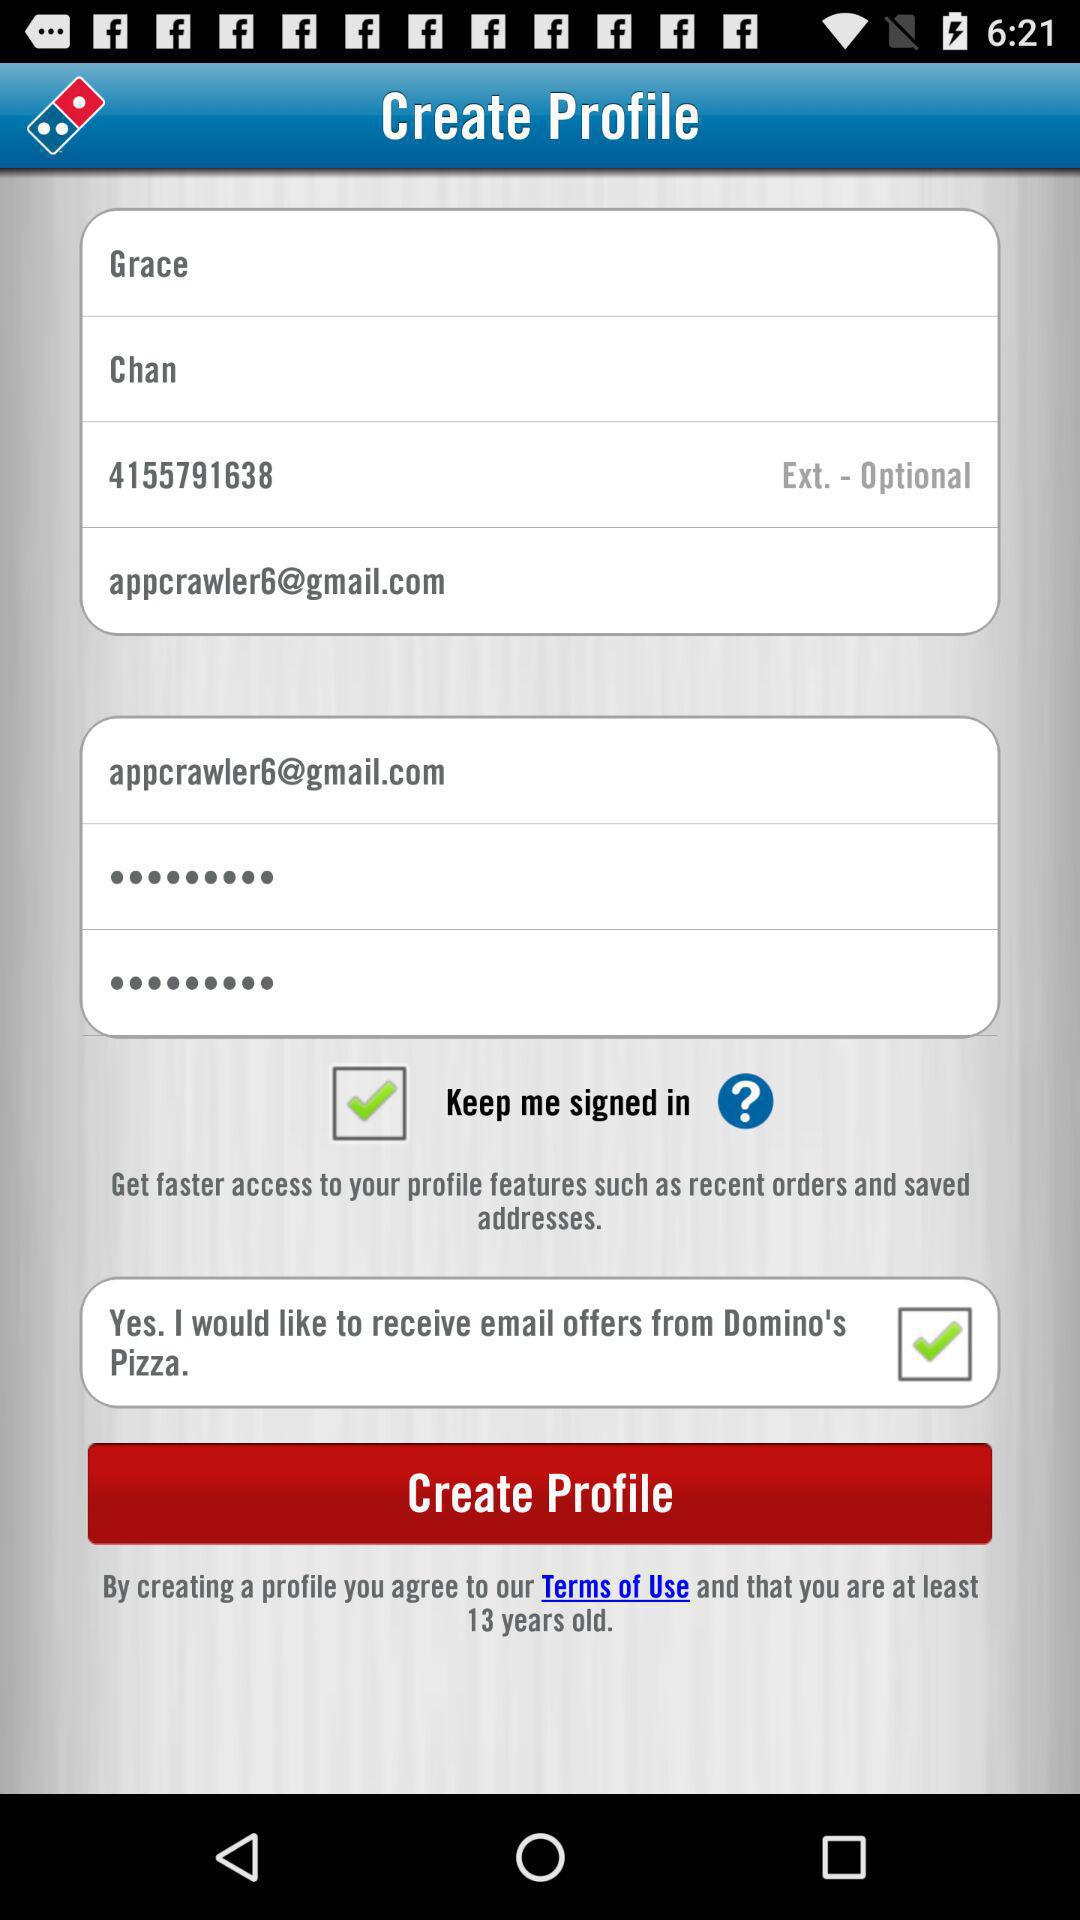 6:21
Create Profile
Grace
Chan
4155791638 Ext. - Optional
appcrawler6@gmail.com
appcrawler6@gmail.com
•••••••••
•••••••••
Keep me signed in ?
Get faster access to your profile features such as recent orders and saved
addresses.
Yes. I would like to receive email offers from Domino's
Pizza.
Create Profile
By creating a profile you agree to our Terms of Use and that you are at least
13 years old.